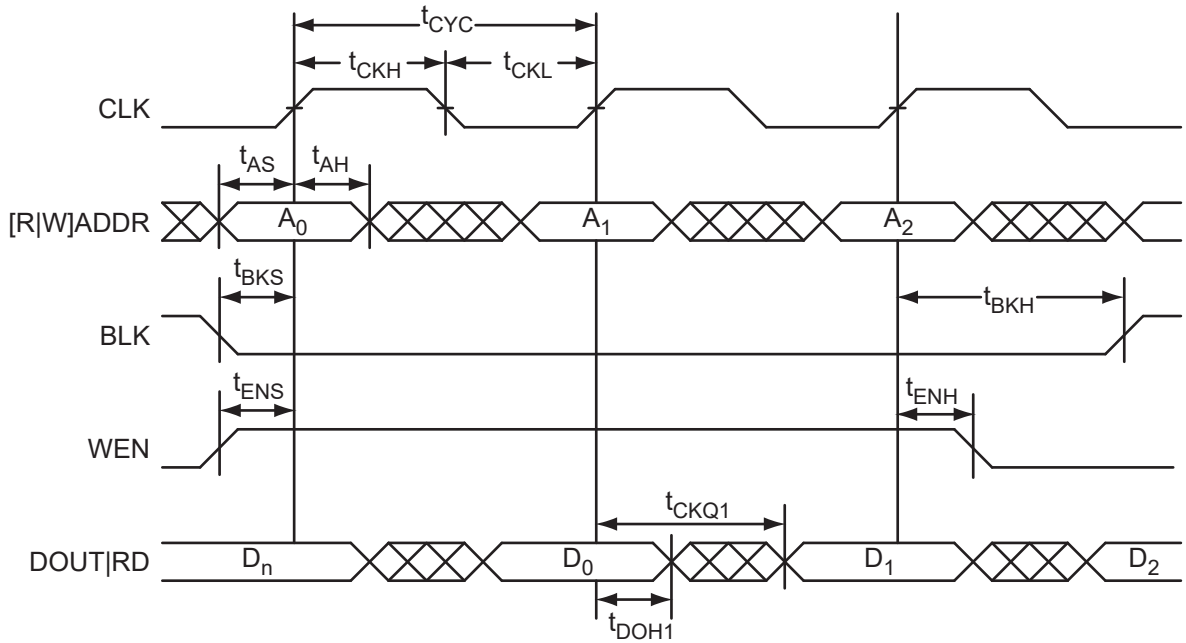 tCYC
tCKH tCKL
CLK
tAS tAH
[R|W]ADDR A0 A1 A2
tBKS tBKH
BLK
tENS tENH
WEN
tCKQ1
DOUT|RD Dn D0 D1 D2
tDOH1